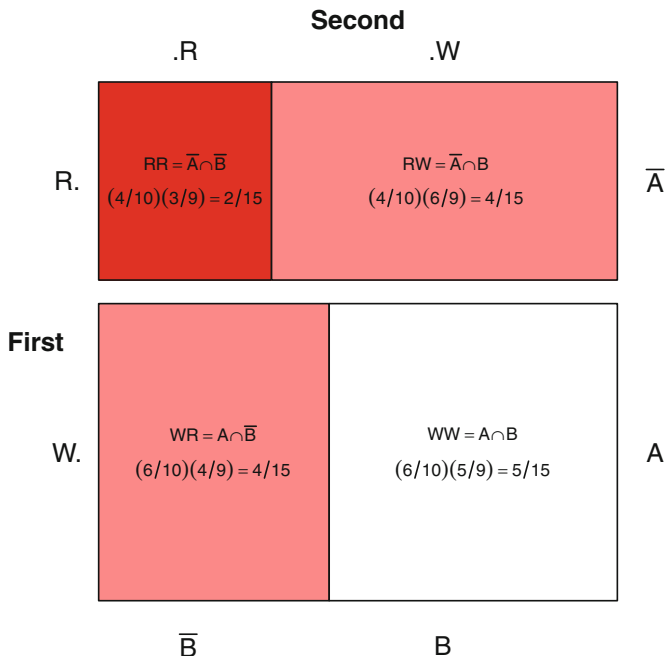 Second
.R .W
R.
RR = A̅∩B̅
(4/10)(3/9) = 2/15
RW = A̅∩B
(4/10)(6/9) = 4/15
A̅
First
W.
WR = A∩B̅
(6/10)(4/9) = 4/15
WW = A∩B
(6/10)(5/9) = 5/15
A
B̅ B